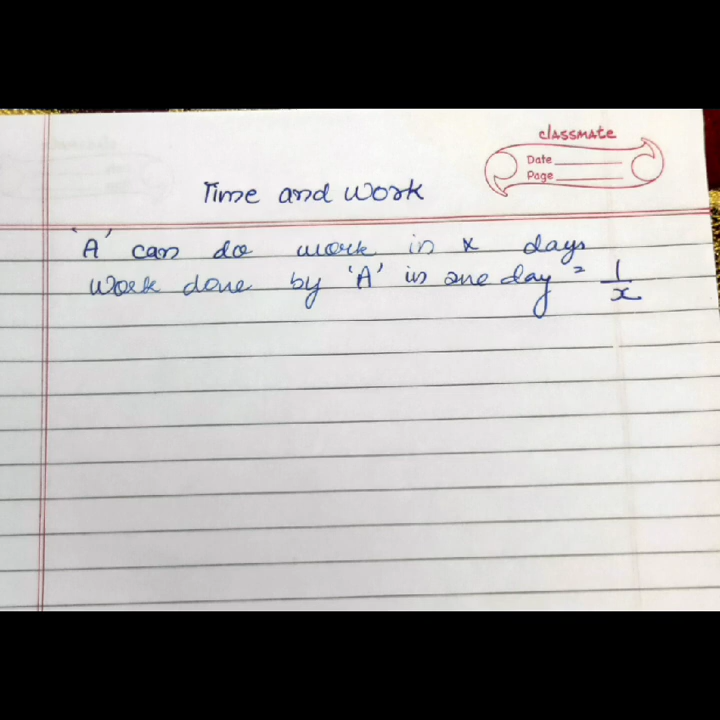 classmate
Date
Page
Time and Work
'A' can do work in x days
Work done by 'A' in one day = 1/x